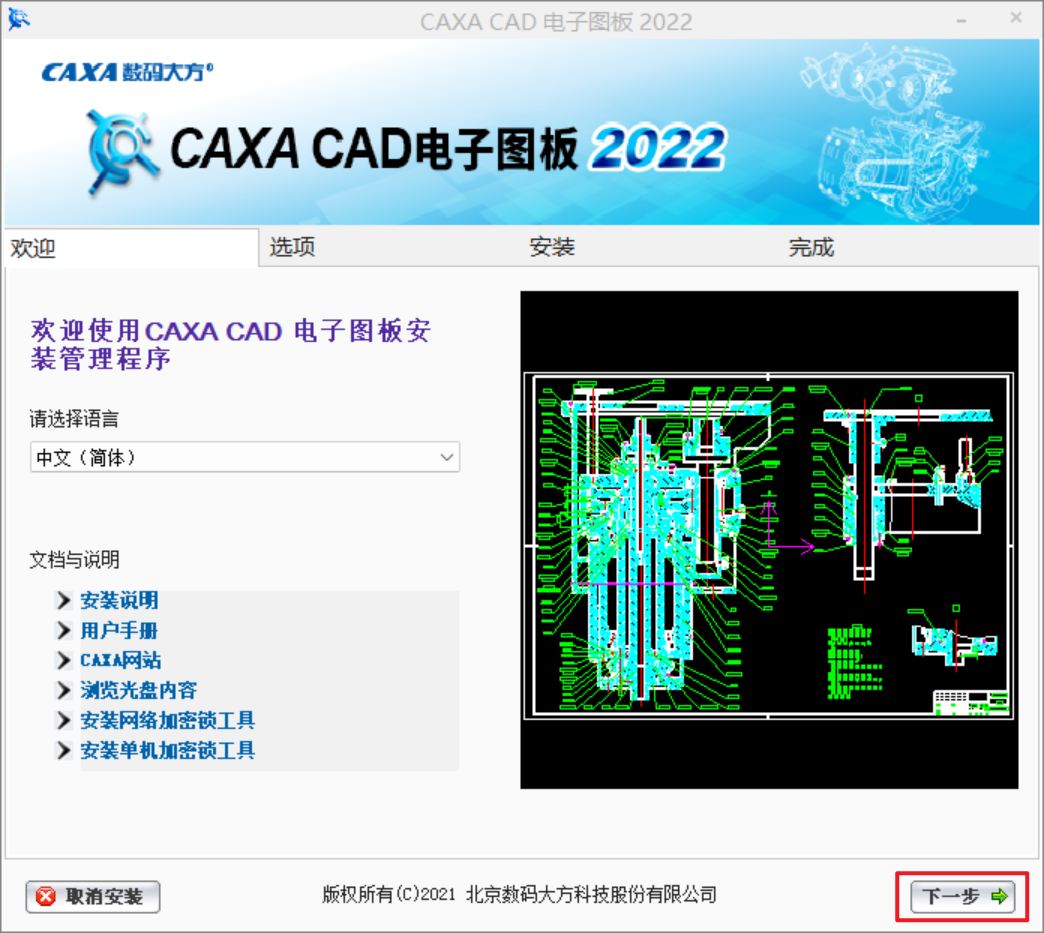 CAXA CAD 电子图板 2022
CAXA 数码大方®
CAXA CAD电子图板 2022
欢迎 选项 安装 完成
欢迎使用CAXA CAD 电子图板安
装管理程序
请选择语言
中文（简体）
文档与说明
安装说明
用户手册
CAXA网站
浏览光盘内容
安装网络加密锁工具
安装单机加密锁工具
取消安装 版权所有(C)2021 北京数码大方科技股份有限公司 下一步